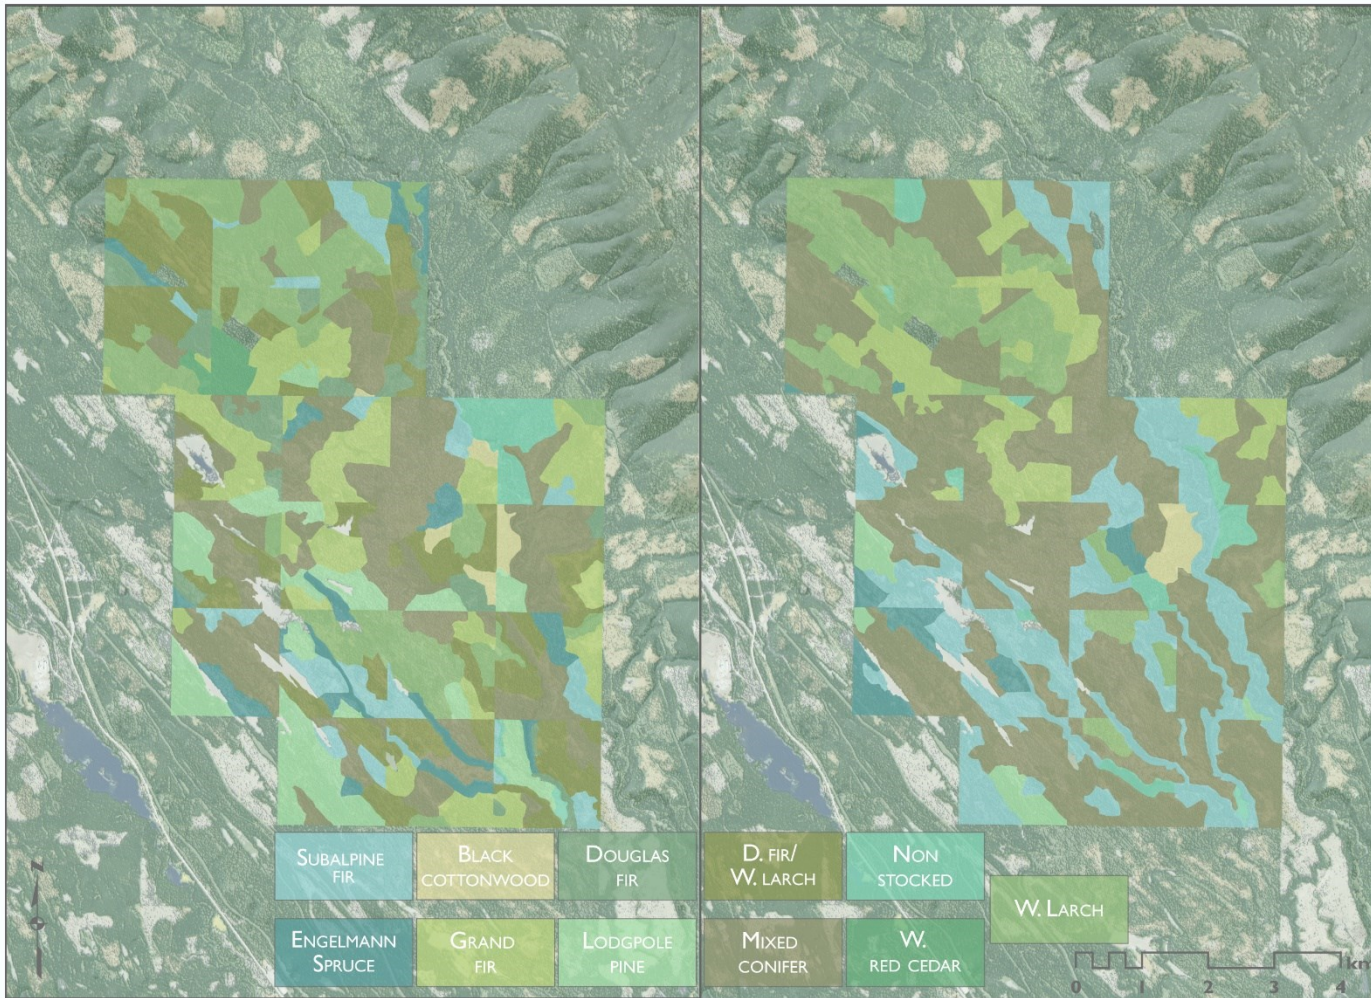 SUBALPINE
FIR
BLACK
COTTONWOOD
DOUGLAS
FIR
D. FIR/
W. LARCH
NON
STOCKED
W. LARCH
ENGELMANN
SPRUCE
GRAND
FIR
LODGPOLE
PINE
MIXED
CONIFER
W.
RED CEDAR
N
km
0 1 2 3 4